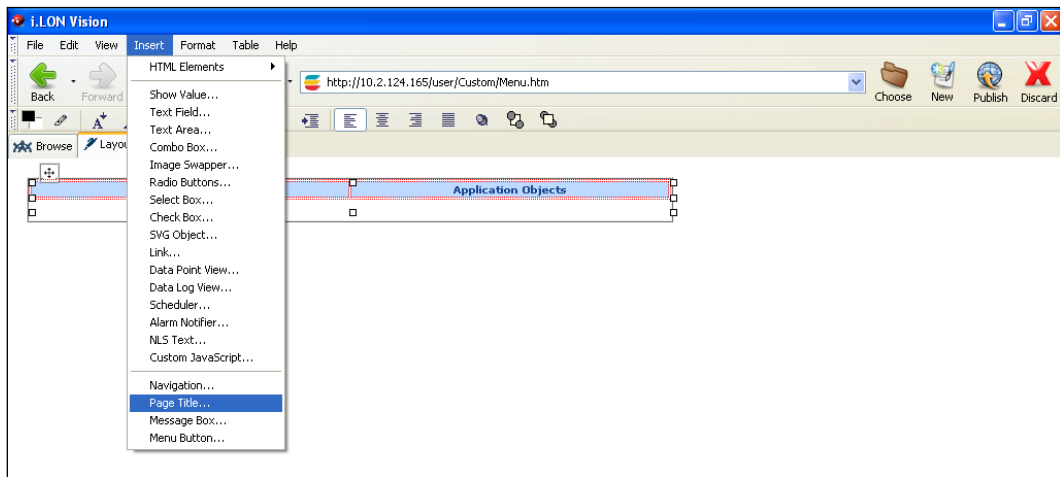 i.LON Vision
File Edit View Insert Format Table Help
Back Forward http://10.2.124.165/user/Custom/Menu.htm Choose New Publish Discard
Browse
Application Objects
HTML Elements
Show Value...
Text Field...
Text Area...
Combo Box...
Image Swapper...
Radio Buttons...
Select Box...
Check Box...
SVG Object...
Link...
Data Point View...
Data Log View...
Scheduler...
Alarm Notifier...
NLS Text...
Custom JavaScript...
Navigation...
Page Title...
Message Box...
Menu Button...